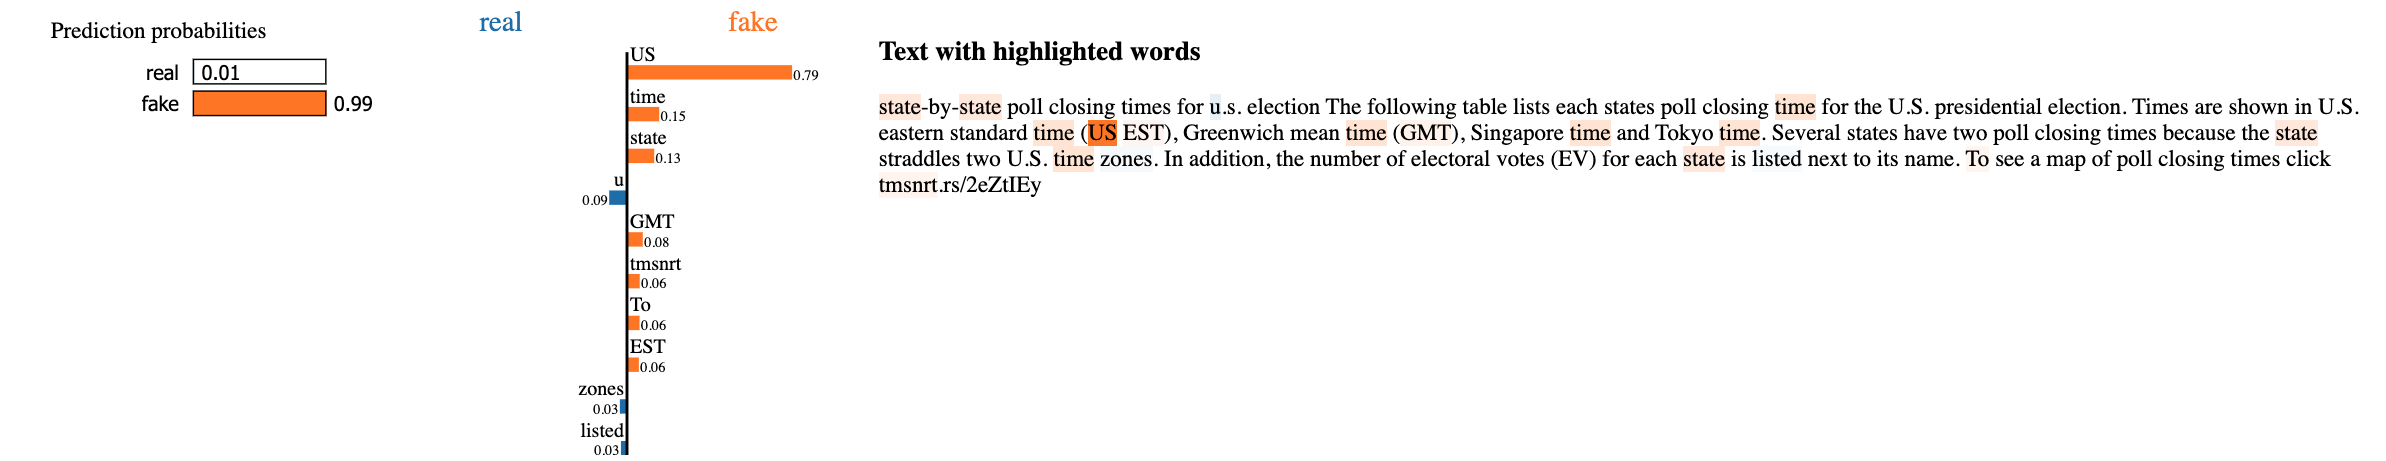 Prediction probabilities
real 0.01
fake 0.99
real fake
US
0.79
time
0.15
state
0.13
u
0.09
GMT
0.08
tmsnrt
0.06
To
0.06
EST
0.06
zones
0.03
listed
0.03
Text with highlighted words
state-by-state poll closing times for u.s. election The following table lists each states poll closing time for the U.S. presidential election. Times are shown in U.S.
eastern standard time (US EST), Greenwich mean time (GMT), Singapore time and Tokyo time. Several states have two poll closing times because the state
straddles two U.S. time zones. In addition, the number of electoral votes (EV) for each state is listed next to its name. To see a map of poll closing times click
tmsnrt.rs/2eZtIEy